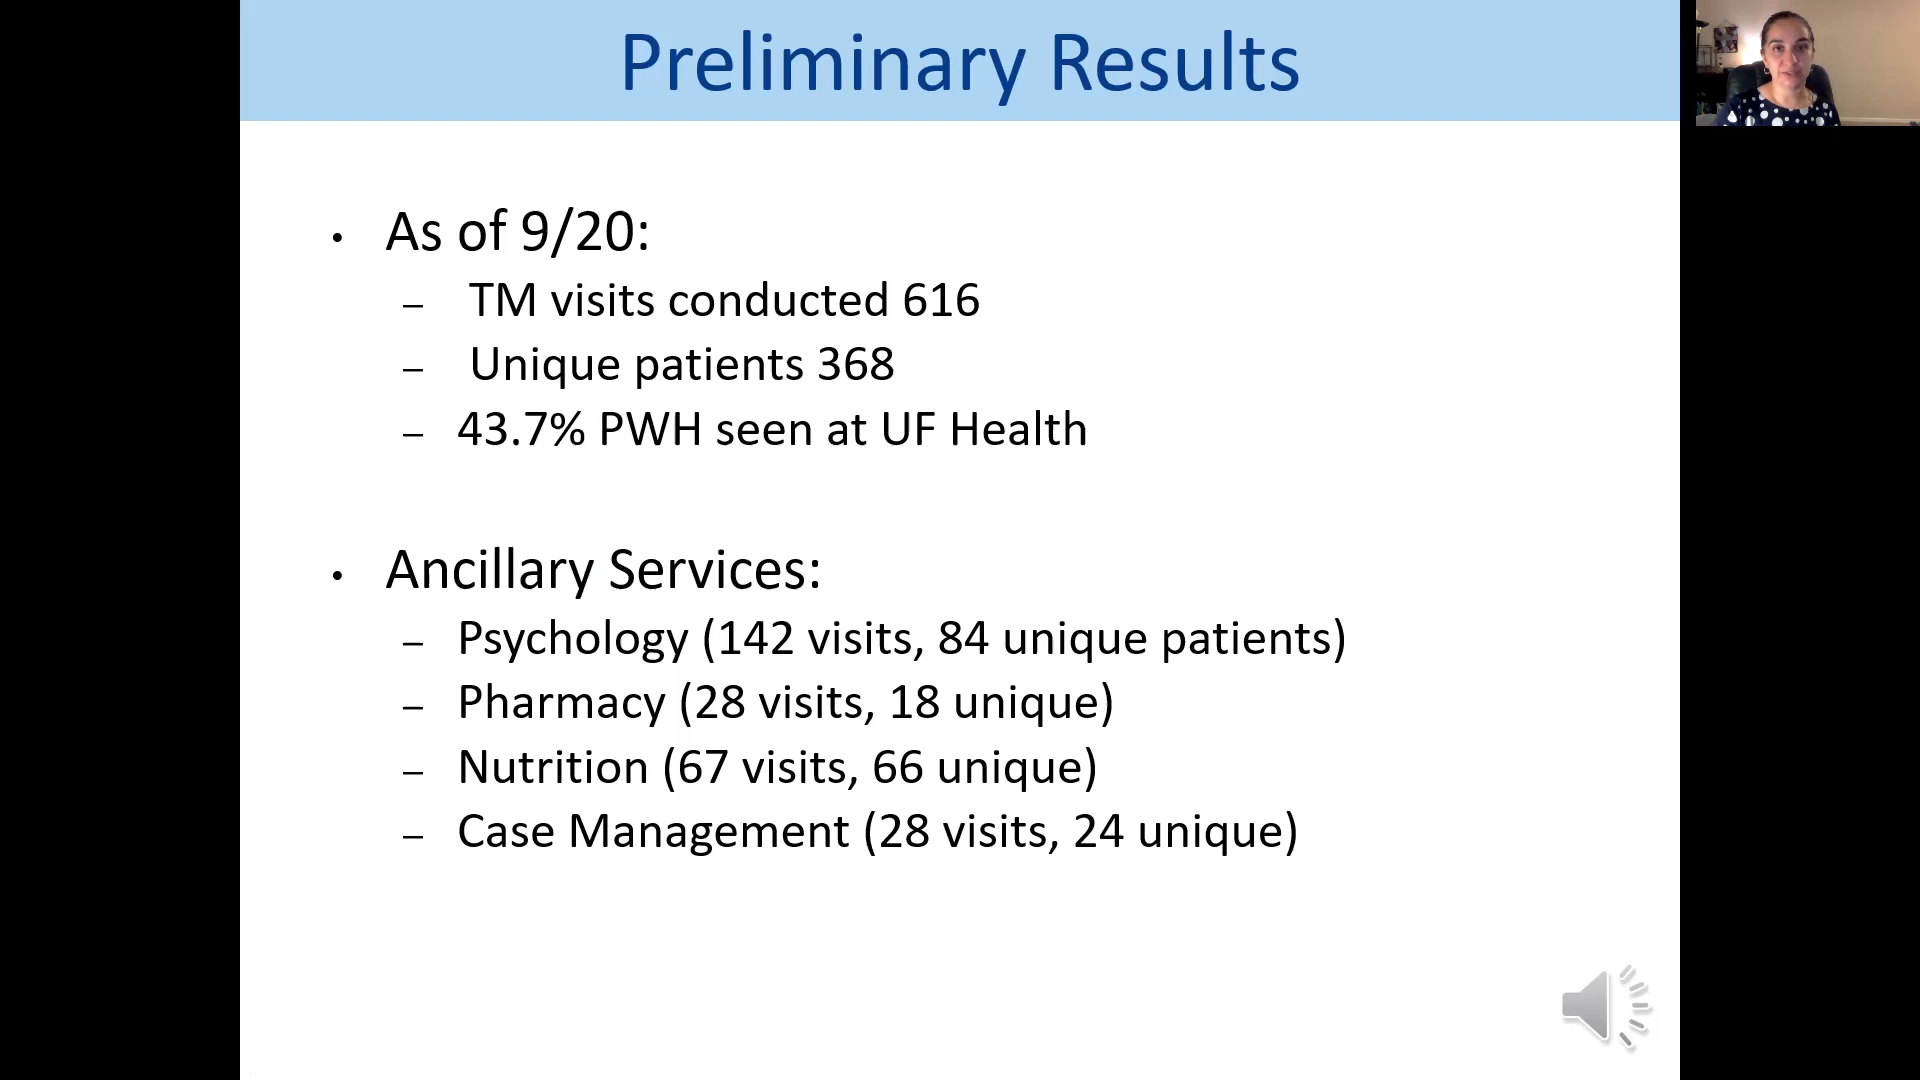 Preliminary Results
• As of 9/20:
– TM visits conducted 616
– Unique patients 368
– 43.7% PWH seen at UF Health
• Ancillary Services:
– Psychology (142 visits, 84 unique patients)
– Pharmacy (28 visits, 18 unique)
– Nutrition (67 visits, 66 unique)
– Case Management (28 visits, 24 unique)